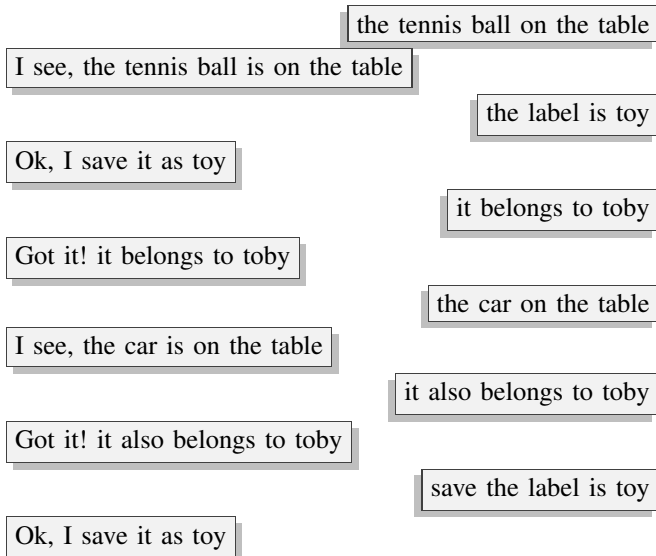 the tennis ball on the table
I see, the tennis ball is on the table
the label is toy
Ok, I save it as toy
it belongs to toby
Got it! it belongs to toby
the car on the table
I see, the car is on the table
it also belongs to toby
Got it! it also belongs to toby
save the label is toy
Ok, I save it as toy